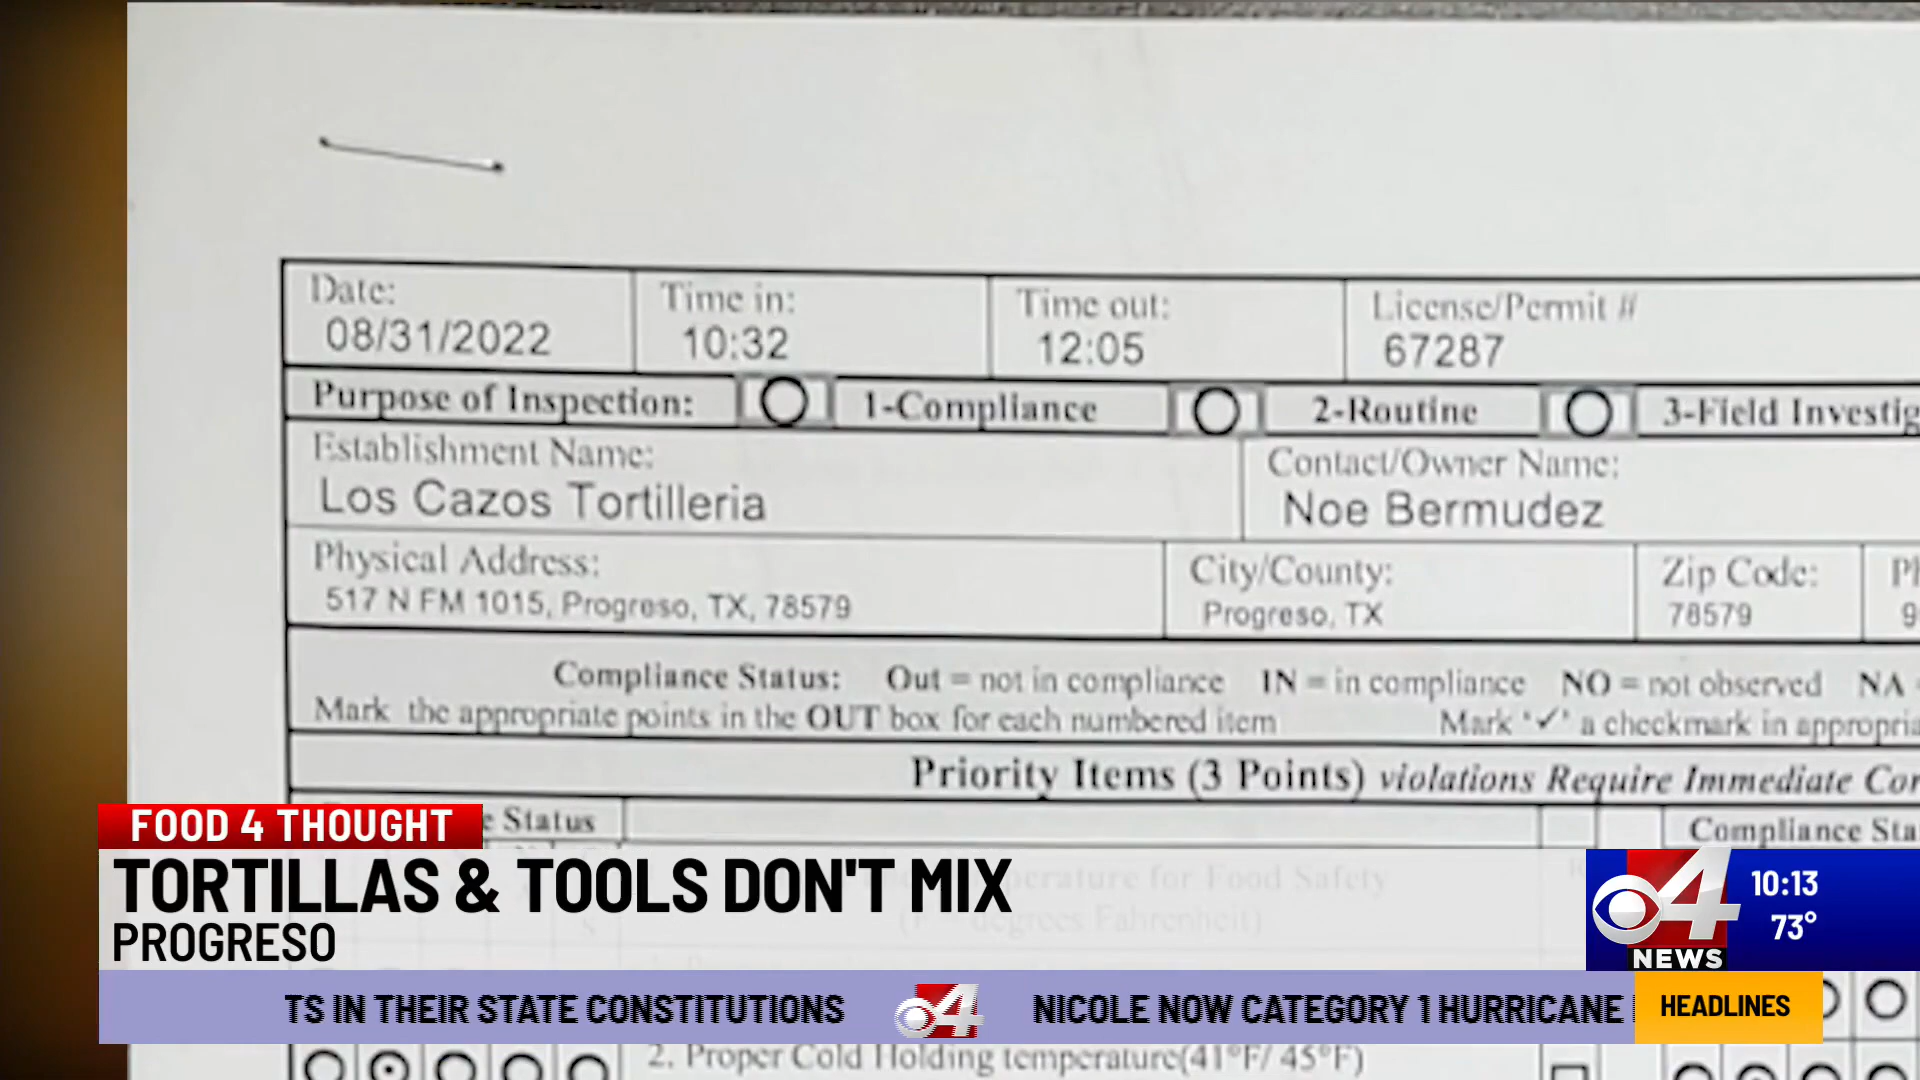 Date:
08/31/2022
Time in:
10:32
Time out:
12:05
License/Permit #
67287
Purpose of Inspection:
1-Compliance
2-Routine
3-Field Investig
Establishment Name:
Los Cazos Tortilleria
Contact/Owner Name:
Noe Bermudez
Physical Address:
517 N FM 1015, Progreso, TX, 78579
City/County:
Progreso, TX
Zip Code:
78579
Compliance Status: Out = not in compliance IN = in compliance NO = not observed NA
Mark the appropriate points in the OUT box for each numbered item Mark '✓' a checkmark in appropria
Priority Items (3 Points) violations Require Immediate Cor
Status
Compliance Sta
for Food Safety
degrees Fahrenheit)
FOOD 4 THOUGHT
TORTILLAS & TOOLS DON'T MIX
PROGRESO
4
NEWS
10:13
73°
TS IN THEIR STATE CONSTITUTIONS 4 NICOLE NOW CATEGORY 1 HURRICANE
HEADLINES
2. Proper Cold Holding temperature(41°F/ 45°F)